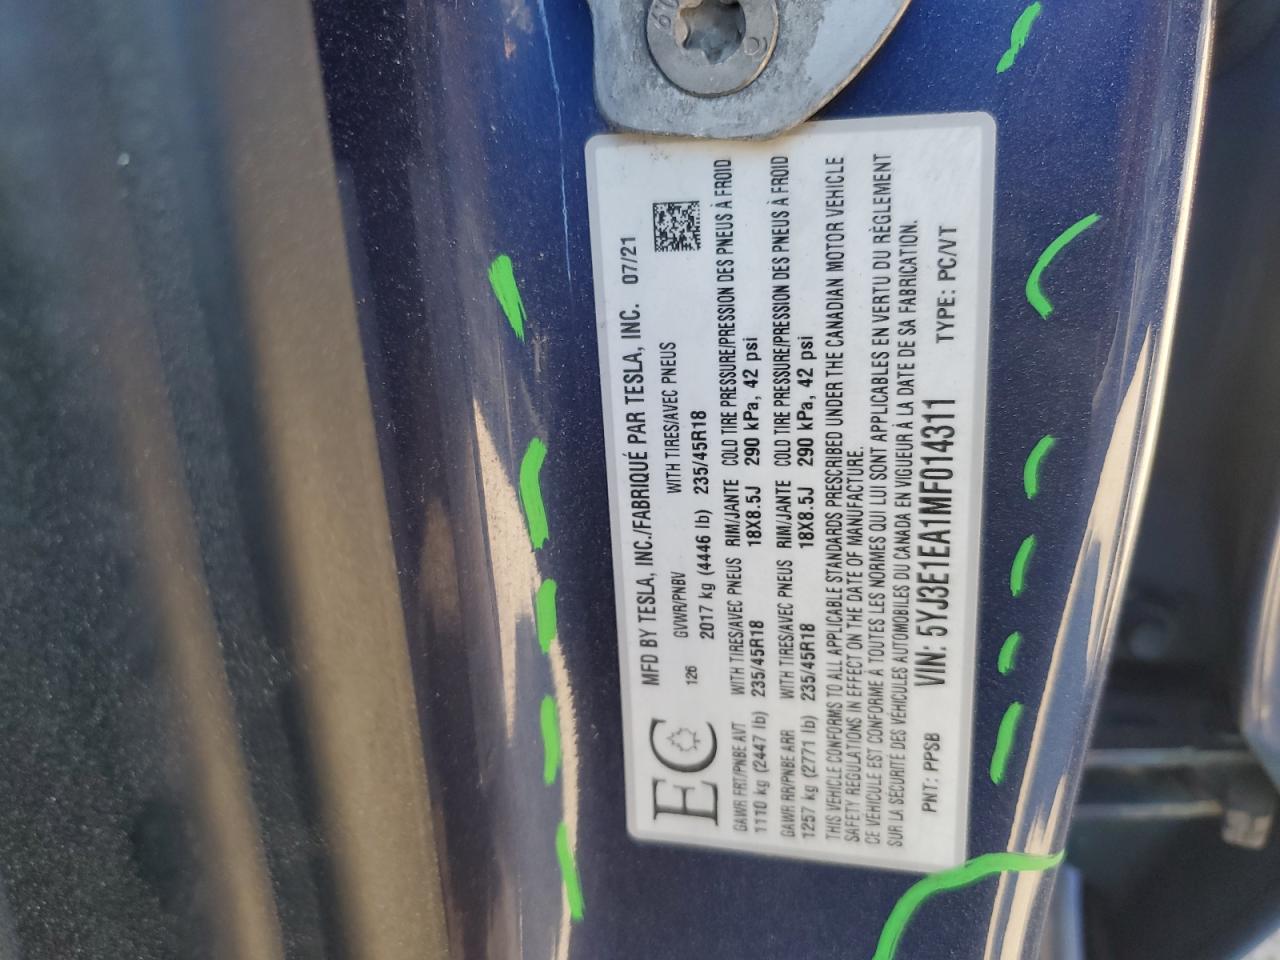 MFD BY TESLA, INC./FABRIQUÉ PAR TESLA, INC. 07/21
EC
126 GVWR/PNBV WITH TIRES/AVEC PNEUS
2017 kg (4446 lb) 235/45R18
GAWR FRT/PNBE AVT WITH TIRES/AVEC PNEUS RIM/JANTE COLD TIRE PRESSURE/PRESSION DES PNEUS À FROID
1110 kg (2447 lb) 235/45R18 18X8.5J 290 kPa, 42 psi
GAWR RR/PNBE ARR WITH TIRES/AVEC PNEUS RIM/JANTE COLD TIRE PRESSURE/PRESSION DES PNEUS À FROID
1257 kg (2771 lb) 235/45R18 18X8.5J 290 kPa, 42 psi
THIS VEHICLE CONFORMS TO ALL APPLICABLE STANDARDS PRESCRIBED UNDER THE CANADIAN MOTOR VEHICLE
SAFETY REGULATIONS IN EFFECT ON THE DATE OF MANUFACTURE.
CE VÉHICULE EST CONFORME À TOUTES LES NORMES QUI LUI SONT APPLICABLES EN VERTU DU RÈGLEMENT
SUR LA SÉCURITÉ DES VÉHICULES AUTOMOBILES DU CANADA EN VIGUEUR À LA DATE DE SA FABRICATION.
PNT: PPSB VIN: 5YJ3E1EA1MF014311 TYPE: PC/VT